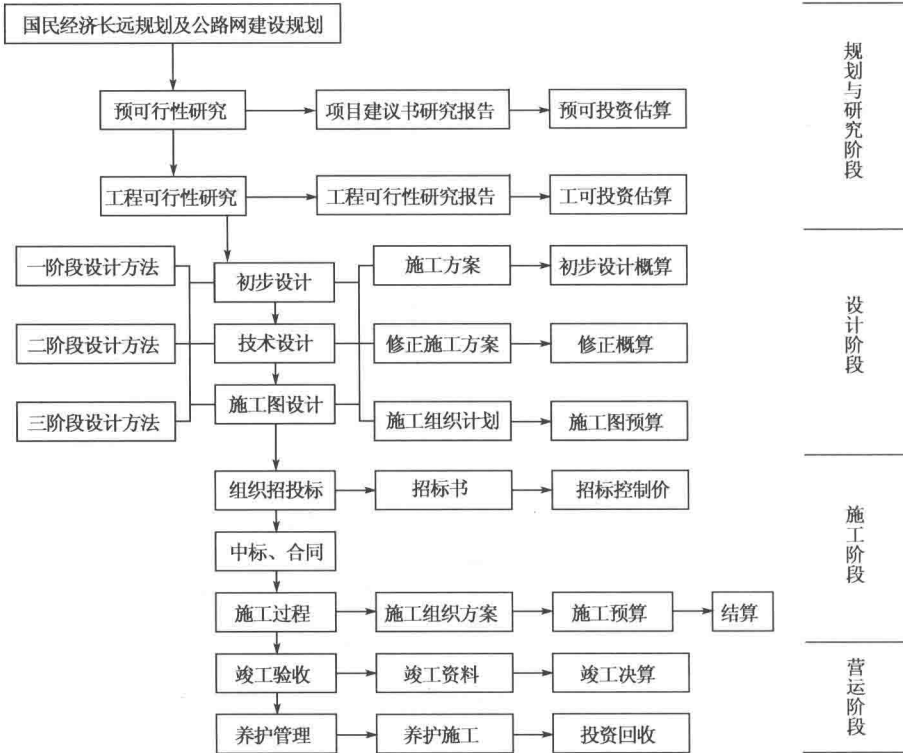 国民经济长远规划及公路网建设规划
预可行性研究
项目建议书研究报告
预可投资估算
工程可行性研究
工程可行性研究报告
工可投资估算
规划与研究阶段
一阶段设计方法
初步设计
施工方案
初步设计概算
二阶段设计方法
技术设计
修正施工方案
修正概算
三阶段设计方法
施工图设计
施工组织计划
施工图预算
设计阶段
组织招投标
招标书
招标控制价
中标、合同
施工过程
施工组织方案
施工预算
结算
施工阶段
竣工验收
竣工资料
竣工决算
养护管理
养护施工
投资回收
营运阶段